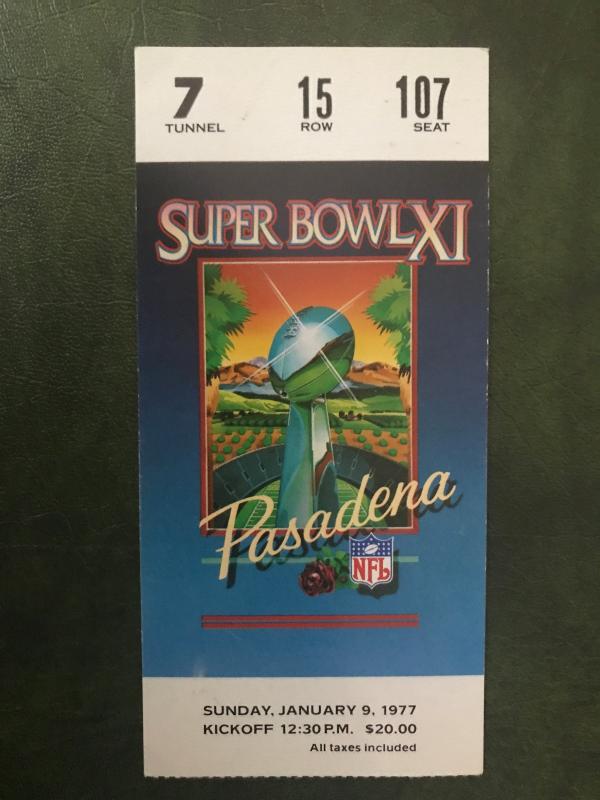 7 15 107
TUNNEL ROW SEAT
SUPER BOWL XI
Pasadena
NFL
SUNDAY, JANUARY 9, 1977
KICKOFF 12:30 P.M. $20.00
All taxes included